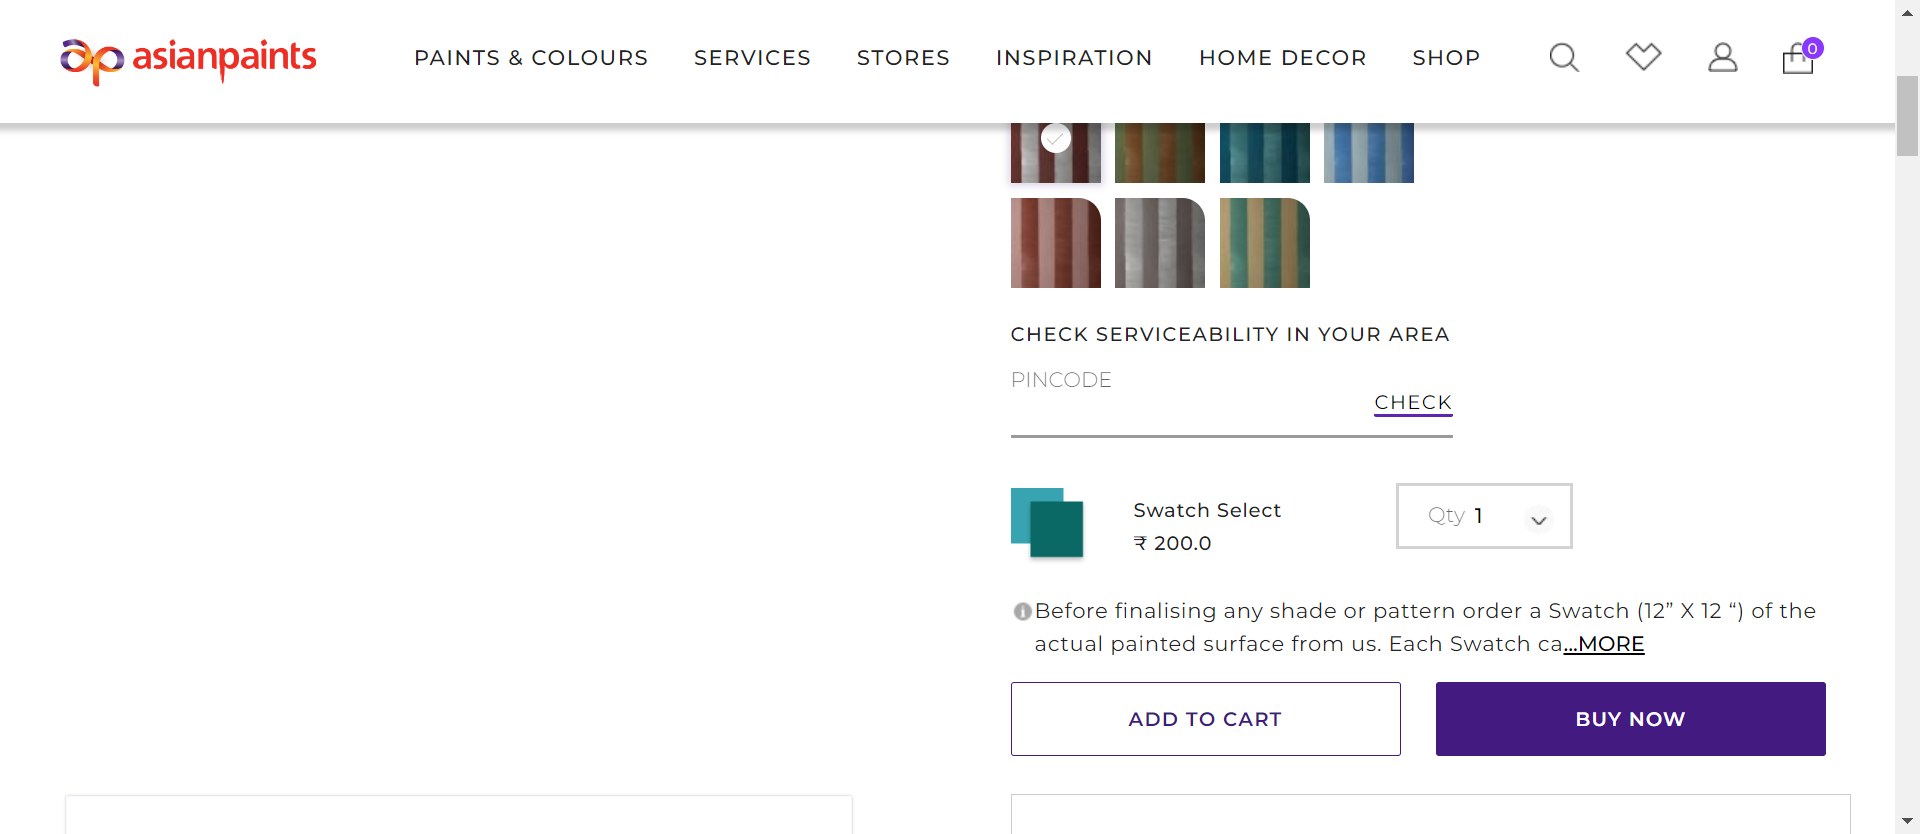 asianpaints
PAINTS & COLOURS SERVICES STORES INSPIRATION HOME DECOR SHOP 0
CHECK SERVICEABILITY IN YOUR AREA
PINCODE
CHECK
Swatch Select
₹ 200.0
Qty 1
Before finalising any shade or pattern order a Swatch (12” X 12 “) of the
actual painted surface from us. Each Swatch ca...MORE
ADD TO CART BUY NOW